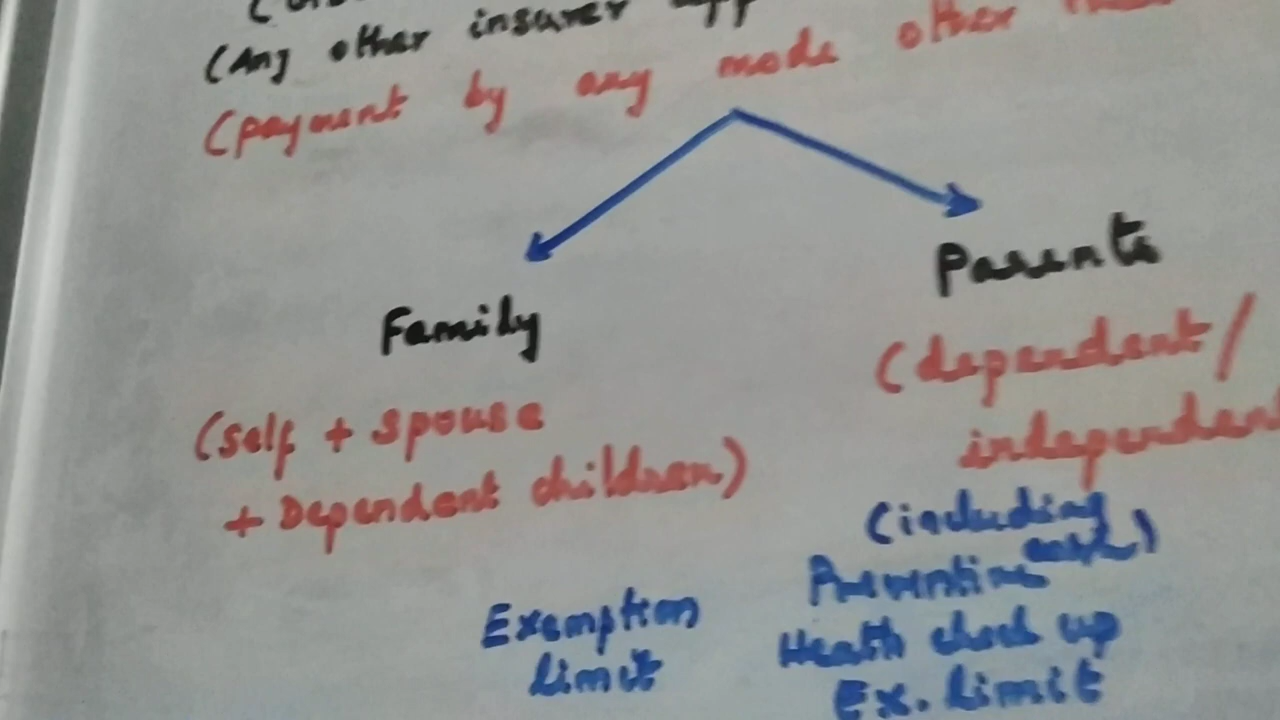 (Any other insurer
(payment by any mode other
Family
Parents
(self + spouse
+ Dependent children)
(dependent/
independent
(including
Preventive
Health check up
Ex. limit
Exemption
limit